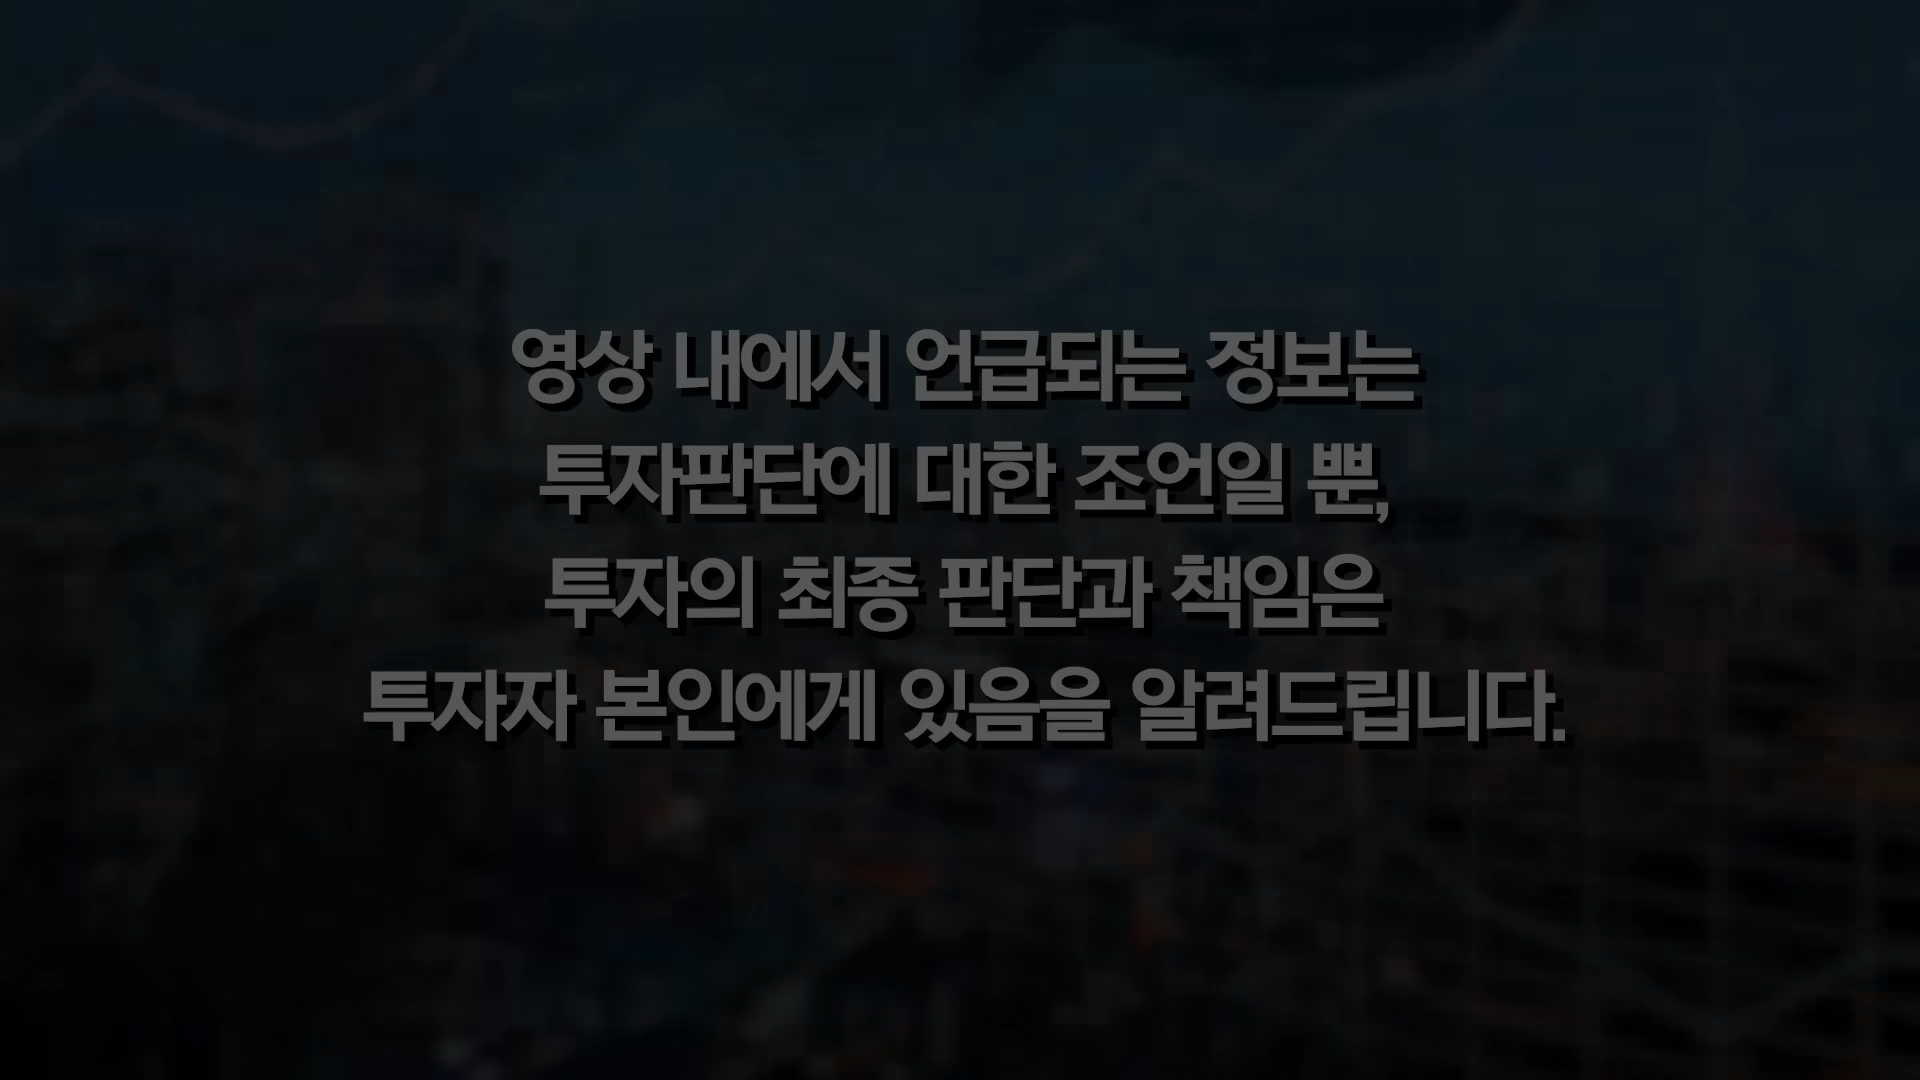 영상 내에서 언급되는 정보는
투자판단에 대한 조언일 뿐,
투자의 최종 판단과 책임은
투자자 본인에게 있음을 알려드립니다.